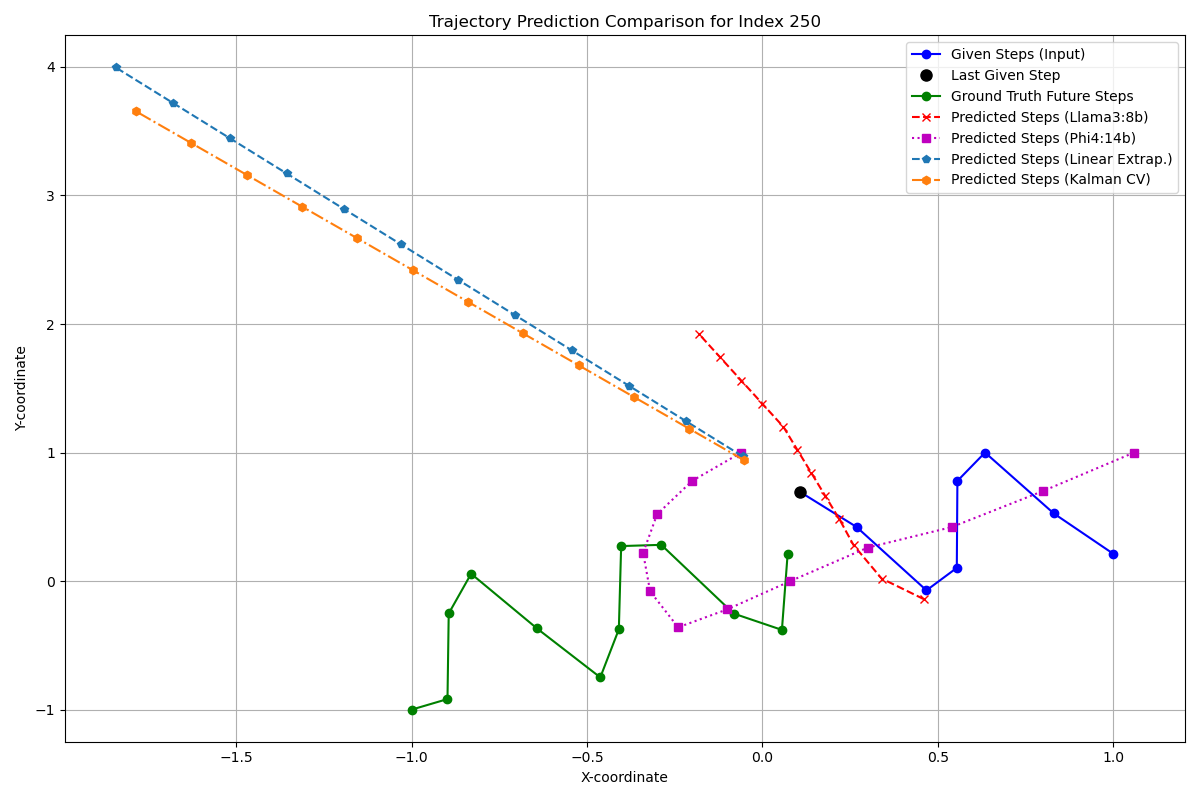 Trajectory Prediction Comparison for Index 250
Given Steps (Input)
Last Given Step
Ground Truth Future Steps
Predicted Steps (Llama3:8b)
Predicted Steps (Phi4:14b)
Predicted Steps (Linear Extrap.)
Predicted Steps (Kalman CV)
Y-coordinate
4
3
2
1
0
−1
−1.5
−1.0
−0.5
0.0
0.5
1.0
X-coordinate